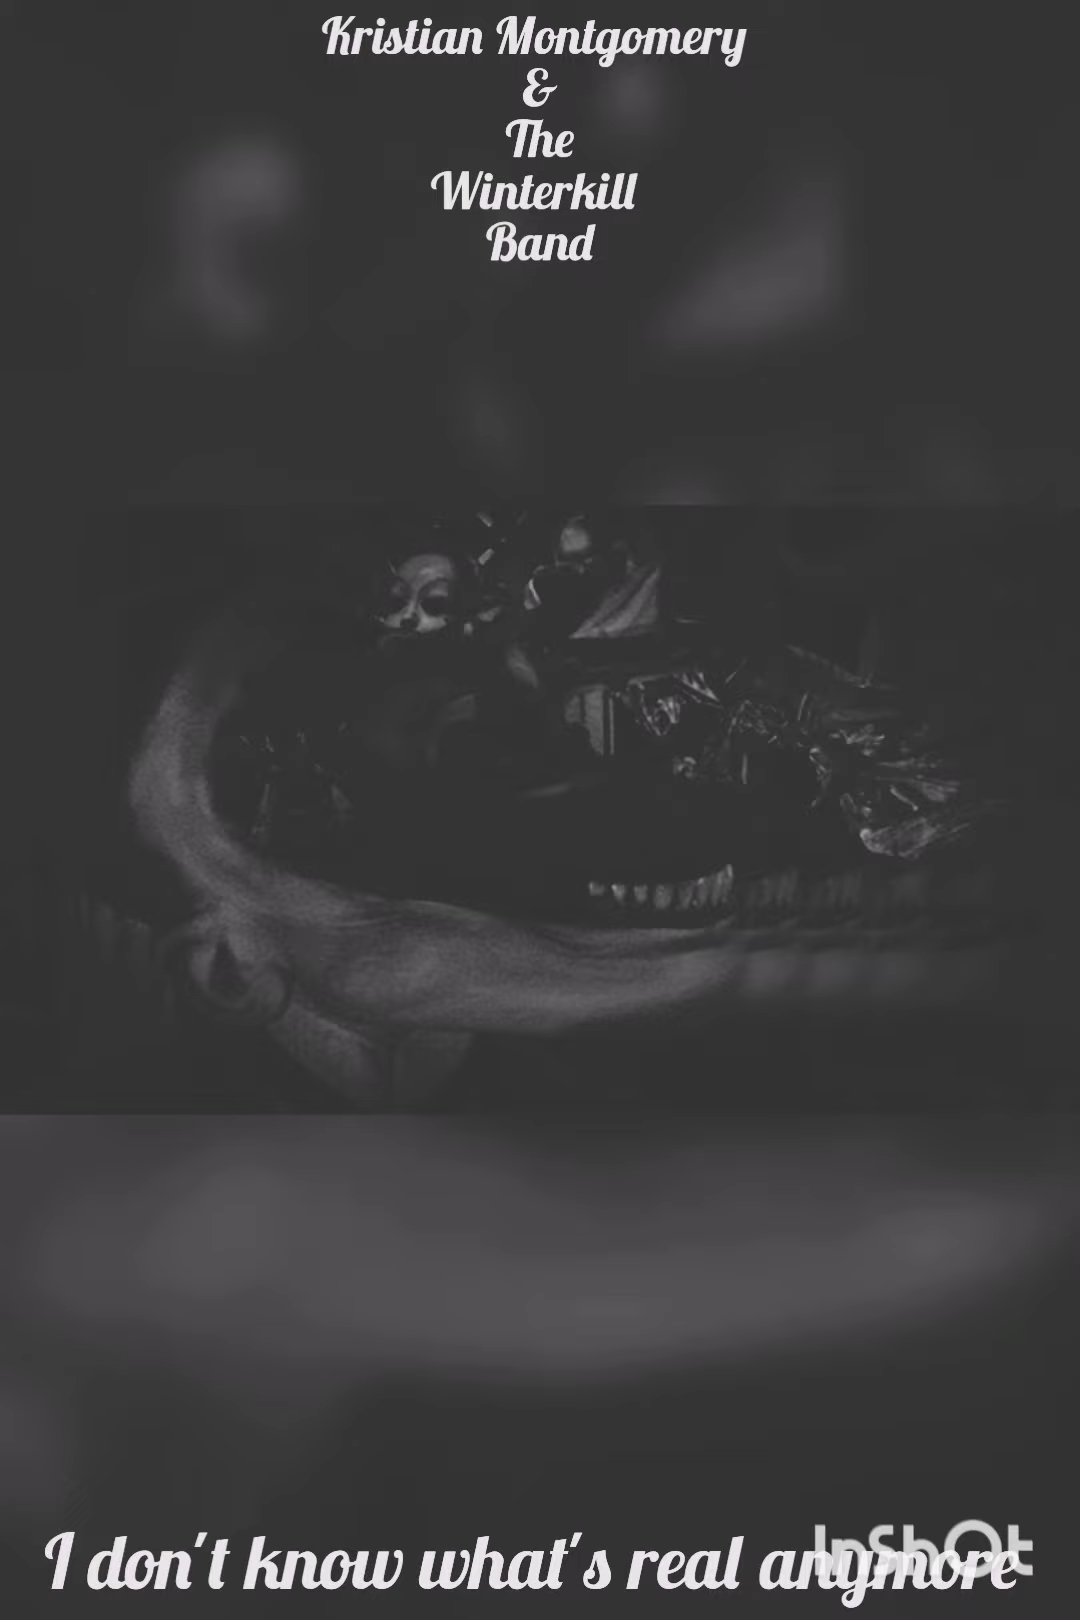 Kristian Montgomery
&
The
Winterkill
Band
I don't know what's real anymore
InShOt